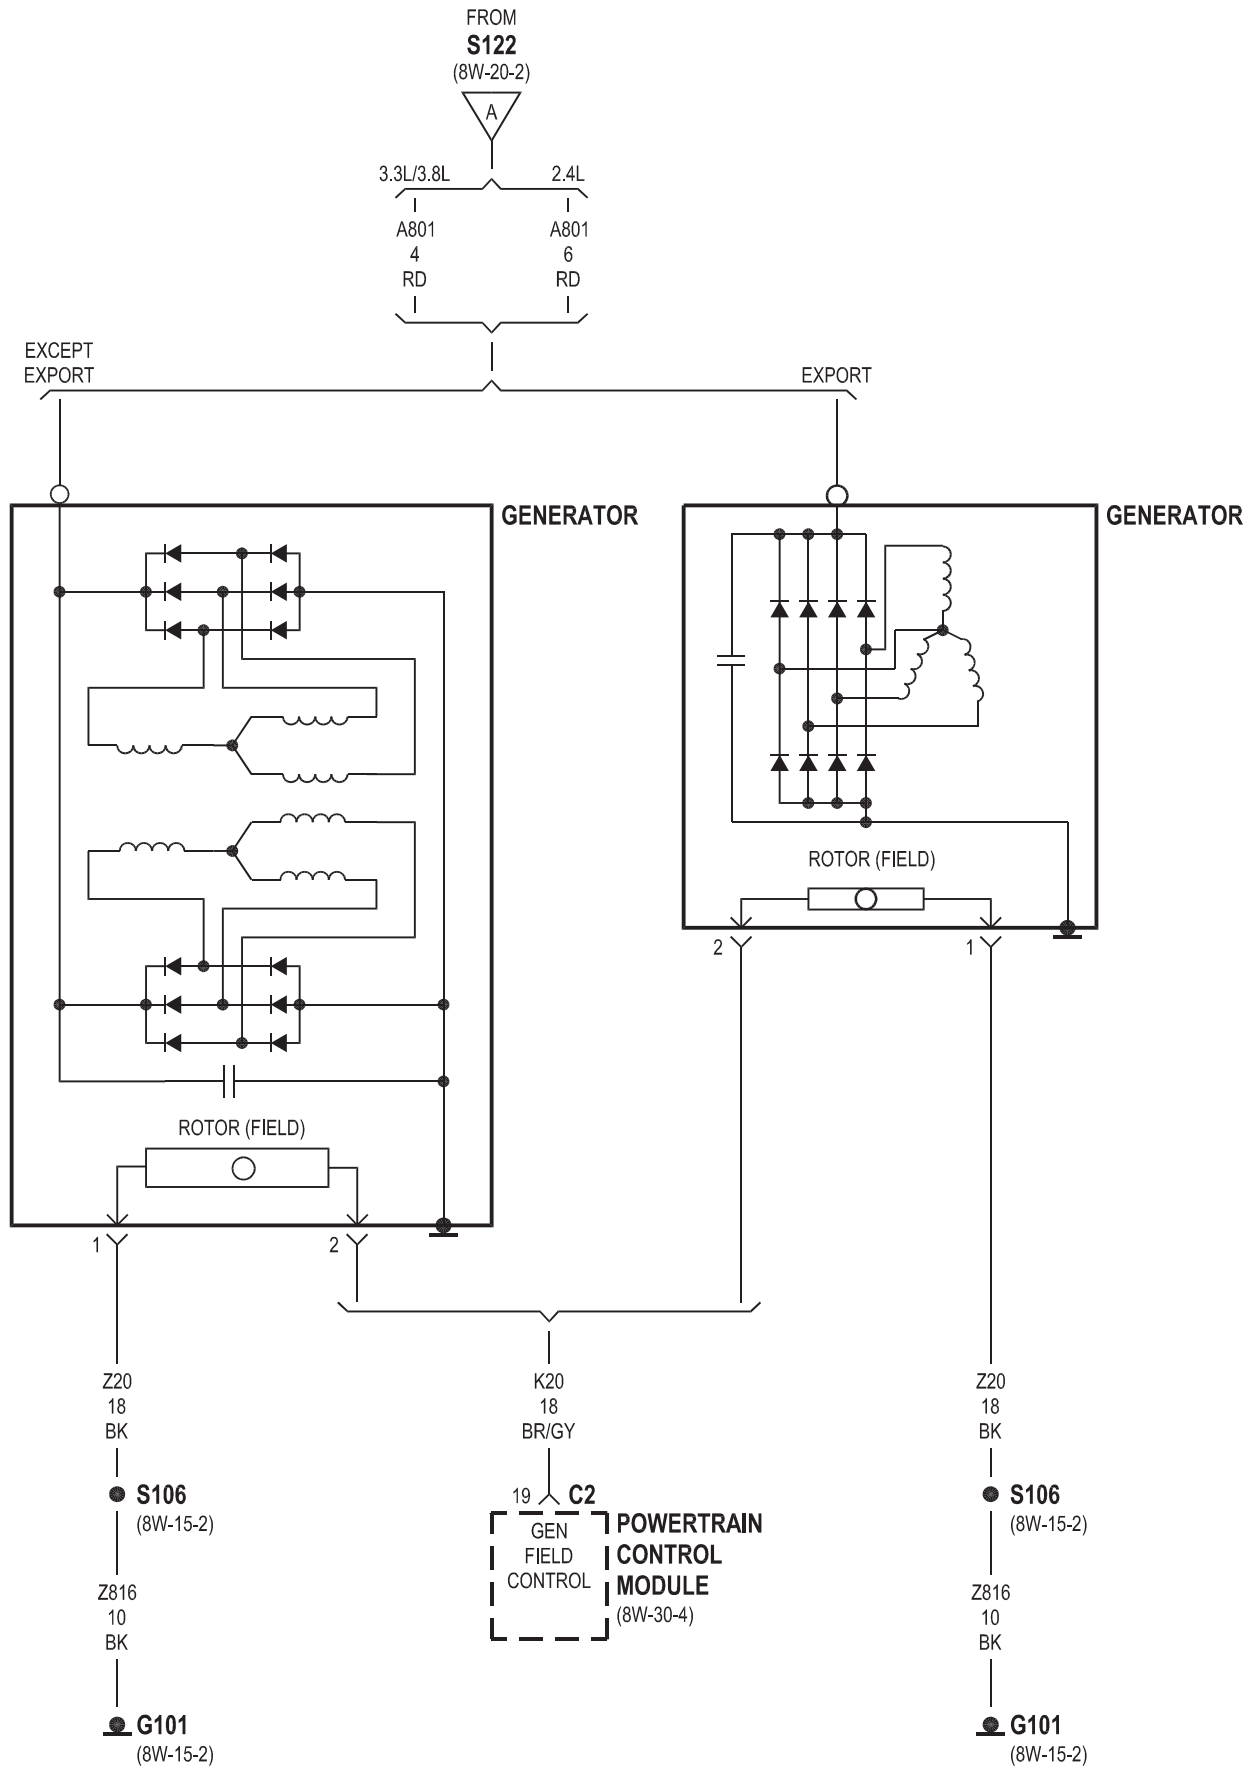 FROM
S122
(8W-20-2)
A
3.3L/3.8L
2.4L
A801
4
RD
A801
6
RD
EXCEPT
EXPORT
EXPORT
GENERATOR
GENERATOR
ROTOR (FIELD)
2
1
ROTOR (FIELD)
1
2
Z20
18
BK
K20
18
BR/GY
Z20
18
BK
S106
(8W-15-2)
19
C2
GEN
FIELD
CONTROL
POWERTRAIN
CONTROL
MODULE
(8W-30-4)
S106
(8W-15-2)
Z816
10
BK
Z816
10
BK
G101
(8W-15-2)
G101
(8W-15-2)